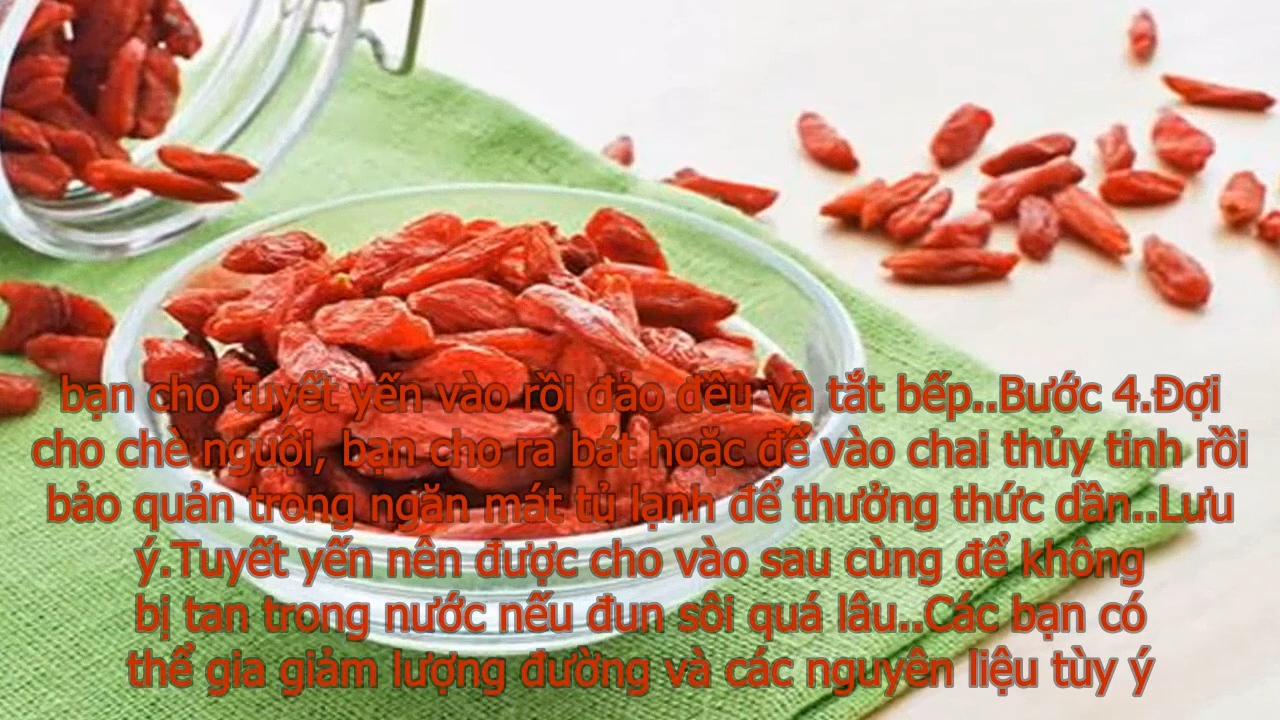 bạn cho tuyết yến vào rồi đảo đều và tắt bếp..Bước 4.Đợi
cho chè nguội, bạn cho ra bát hoặc để vào chai thủy tinh rồi
bảo quản trong ngăn mát tủ lạnh để thưởng thức dần..Lưu
ý.Tuyết yến nên được cho vào sau cùng để không
bị tan trong nước nếu đun sôi quá lâu..Các bạn có
thể gia giảm lượng đường và các nguyên liệu tùy ý